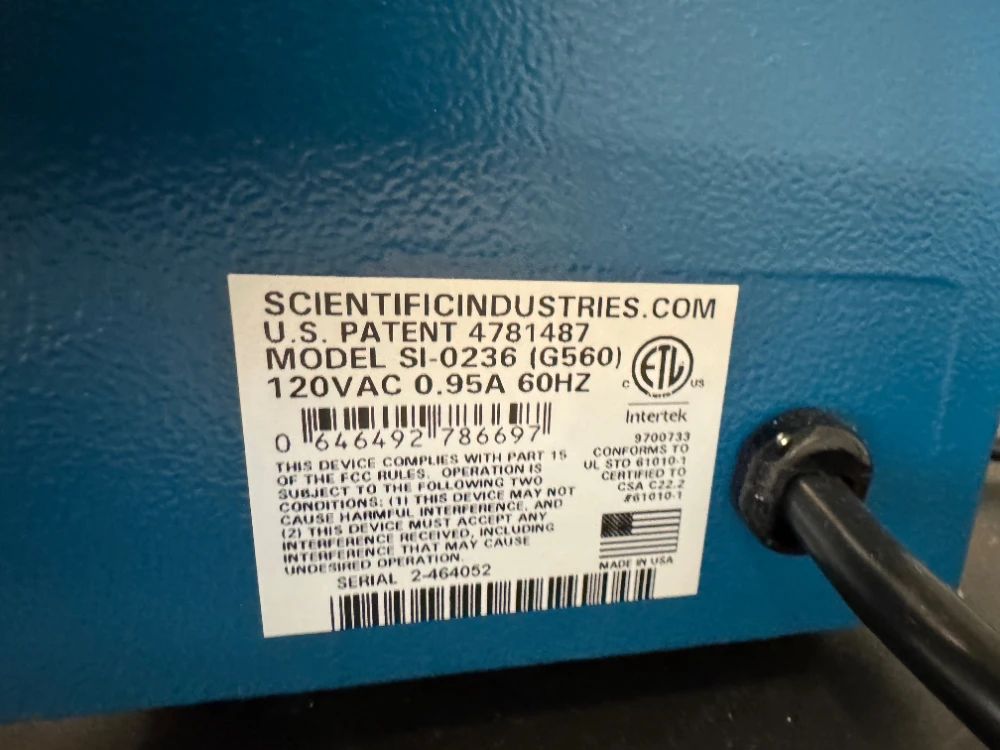 SCIENTIFICINDUSTRIES.COM
U.S. PATENT 4781487
MODEL SI-0236 (G560)
120VAC 0.95A 60HZ
C ETL US
Intertek
0 646492 786697
9700733
CONFORMS TO
UL STD 61010-1
CERTIFIED TO
CSA C22.2
#61010-1
THIS DEVICE COMPLIES WITH PART 15
OF THE FCC RULES. OPERATION IS
SUBJECT TO THE FOLLOWING TWO
CONDITIONS: (1) THIS DEVICE MAY NOT
CAUSE HARMFUL INTERFERENCE, AND
(2) THIS DEVICE MUST ACCEPT ANY
INTERFERENCE RECEIVED, INCLUDING
INTERFERENCE THAT MAY CAUSE
UNDESIRED OPERATION.
MADE IN USA
SERIAL 2-464052